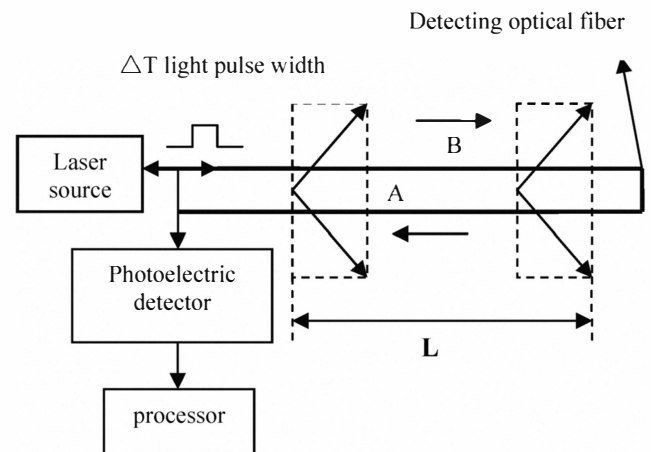 Detecting optical fiber
△T light pulse width
B
Laser
source
A
Photoelectric
detector
L
processor